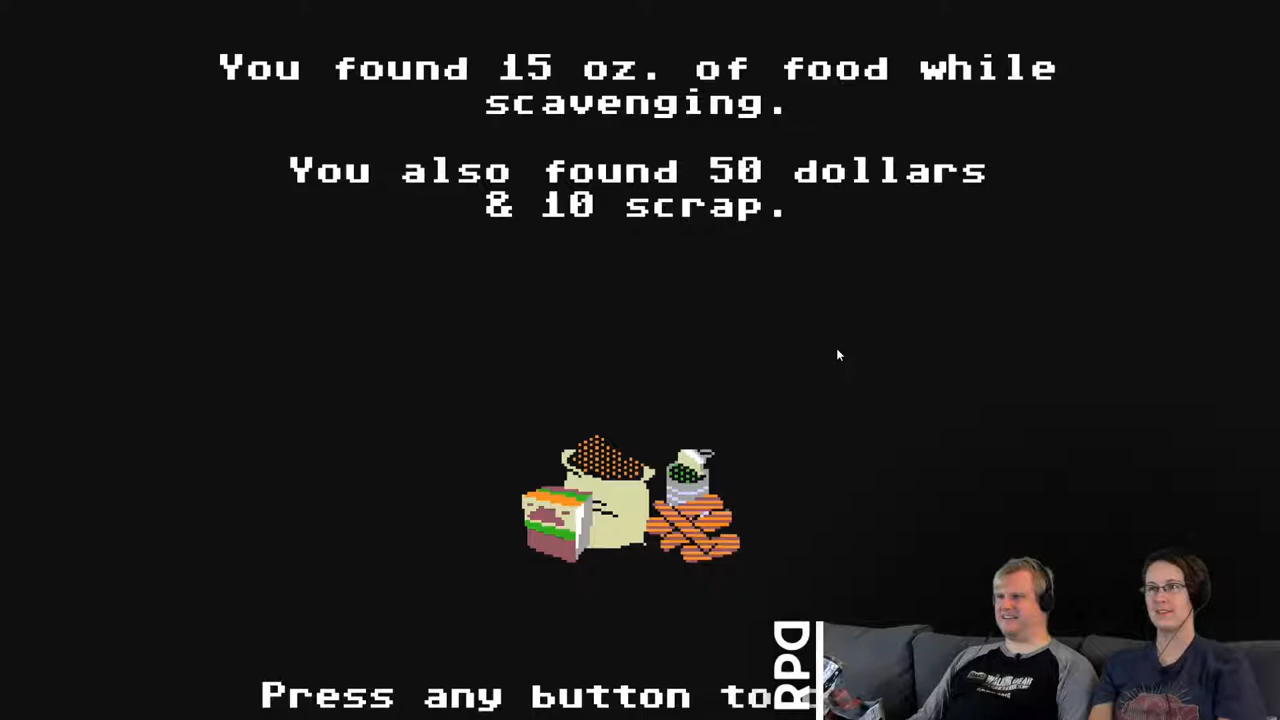 You found 15 oz. of food while
scavenging.
You also found 50 dollars
& 10 scrap.
Press any button to
RPD